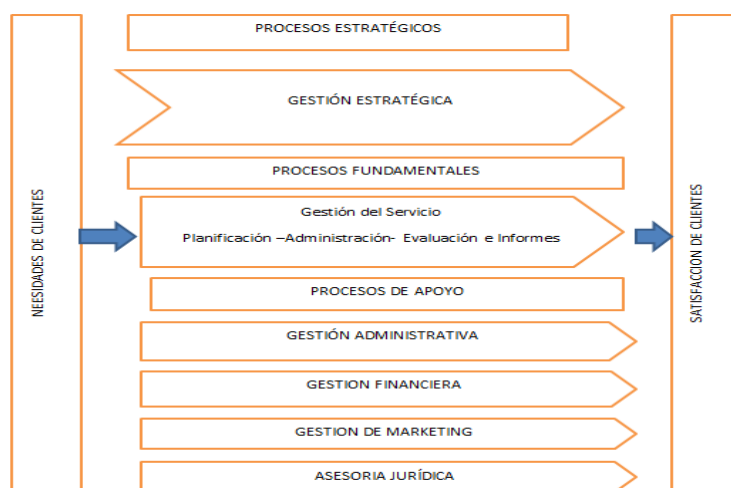 PROCESOS ESTRATÉGICOS
GESTIÓN ESTRATÉGICA
PROCESOS FUNDAMENTALES
Gestión del Servicio
Planificación –Administración- Evaluación e Informes
PROCESOS DE APOYO
GESTIÓN ADMINISTRATIVA
GESTION FINANCIERA
GESTION DE MARKETING
ASESORIA JURÍDICA
NEESIDADES DE CLIENTES
SATISFACCION DE CLIENTES